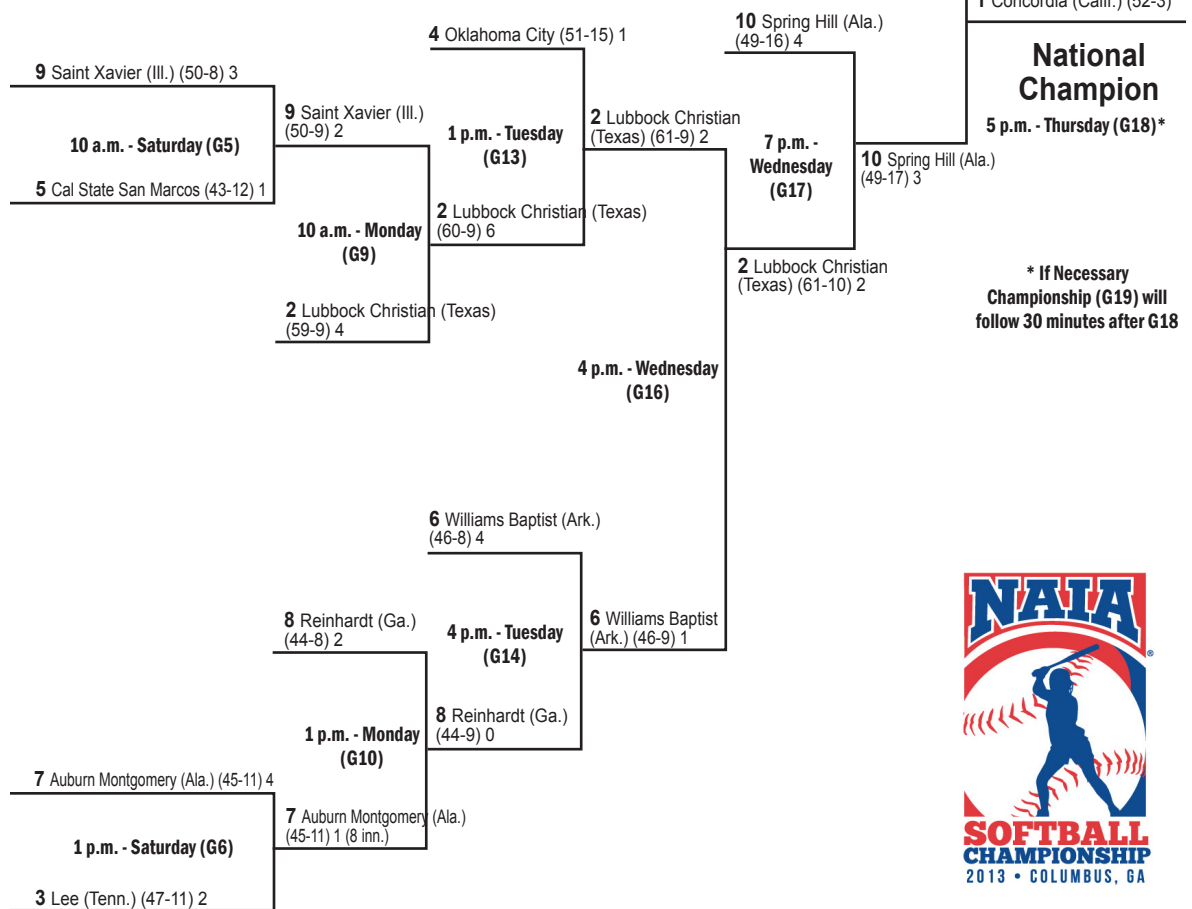 1 Concordia (Calif.) (52-3)
10 Spring Hill (Ala.)
(49-16) 4
4 Oklahoma City (51-15) 1
National
Champion
5 p.m. - Thursday (G18)*
9 Saint Xavier (Ill.) (50-8) 3
9 Saint Xavier (Ill.)
(50-9) 2
2 Lubbock Christian
(Texas) (61-9) 2
1 p.m. - Tuesday
(G13)
10 a.m. - Saturday (G5)
7 p.m. -
Wednesday
(G17)
10 Spring Hill (Ala.)
(49-17) 3
5 Cal State San Marcos (43-12) 1
2 Lubbock Christian (Texas)
(60-9) 6
10 a.m. - Monday
(G9)
2 Lubbock Christian
(Texas) (61-10) 2
* If Necessary
Championship (G19) will
follow 30 minutes after G18
2 Lubbock Christian (Texas)
(59-9) 4
4 p.m. - Wednesday
(G16)
6 Williams Baptist (Ark.)
(46-8) 4
8 Reinhardt (Ga.)
(44-8) 2
4 p.m. - Tuesday
(G14)
6 Williams Baptist
(Ark.) (46-9) 1
8 Reinhardt (Ga.)
(44-9) 0
1 p.m. - Monday
(G10)
7 Auburn Montgomery (Ala.) (45-11) 4
7 Auburn Montgomery (Ala.)
(45-11) 1 (8 inn.)
1 p.m. - Saturday (G6)
3 Lee (Tenn.) (47-11) 2
NAIA
®
SOFTBALL
CHAMPIONSHIP
2013 • COLUMBUS, GA